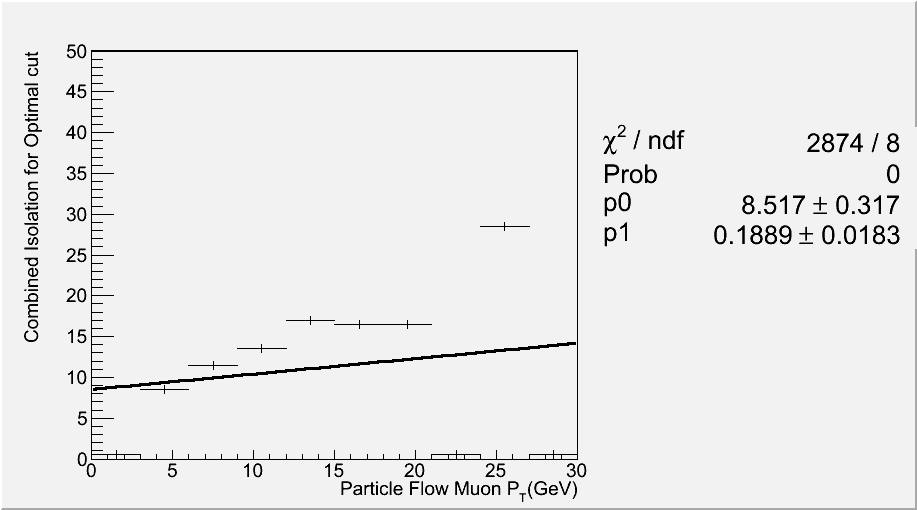 Combined Isolation for Optimal cut
50
45
40
35
30
25
20
15
10
5
0
0 5 10 15 20 25 30
Particle Flow Muon P_T(GeV)
χ² / ndf 2874 / 8
Prob 0
p0 8.517 ± 0.317
p1 0.1889 ± 0.0183